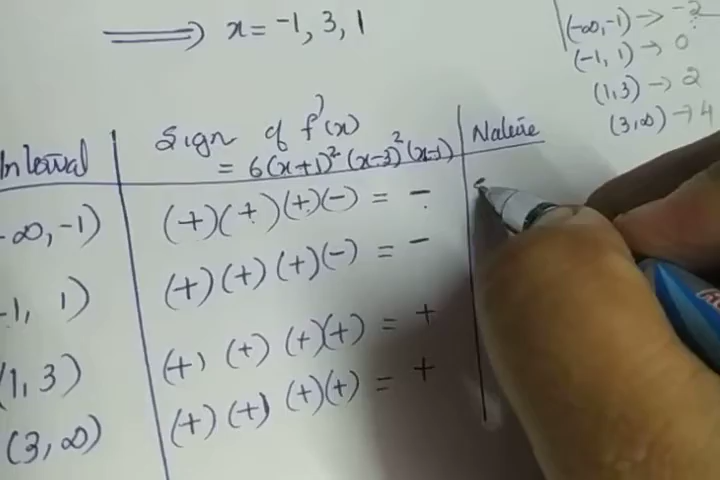 ⟹ x = -1, 3, 1
(-∞, -1) → -2
(-1, 1) → 0
(1, 3) → 2
(3, ∞) → 4
Interval | Sign of f'(x) = 6(x+1)²(x-3)²(x-1) | Nature
-∞, -1) | (+)(+)(+)(-) = -
-1, 1) | (+)(+)(+)(-) = -
(1, 3) | (+)(+)(+)(+) = +
(3, ∞) | (+)(+)(+)(+) = +